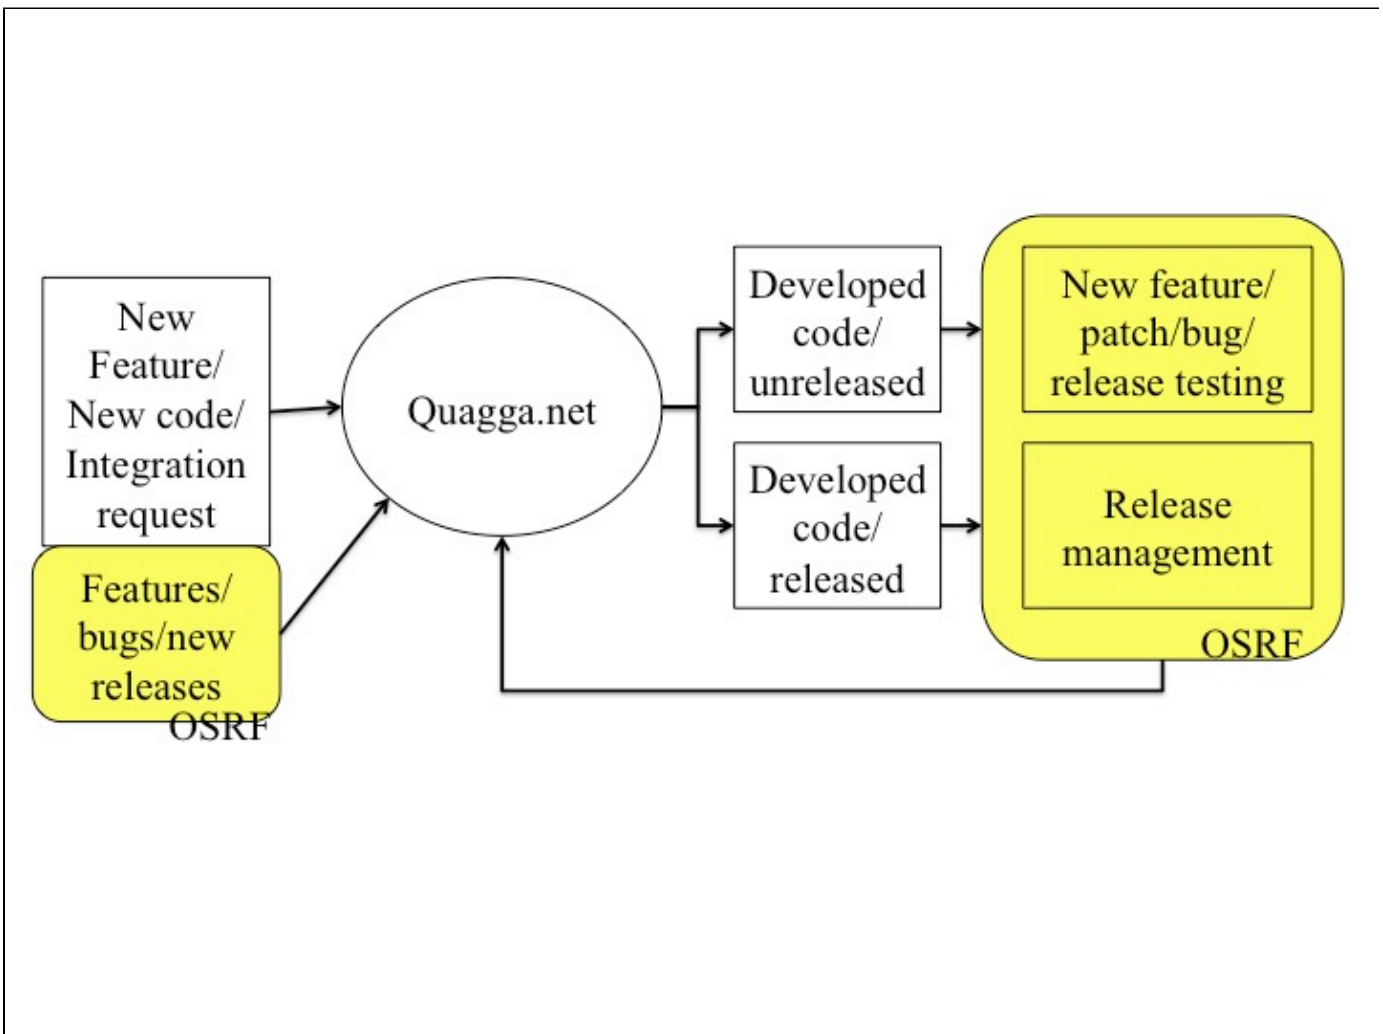 New
Feature/
New code/
Integration
request
Features/
bugs/new
releases
OSRF
Quagga.net
Developed
code/
unreleased
Developed
code/
released
New feature/
patch/bug/
release testing
Release
management
OSRF